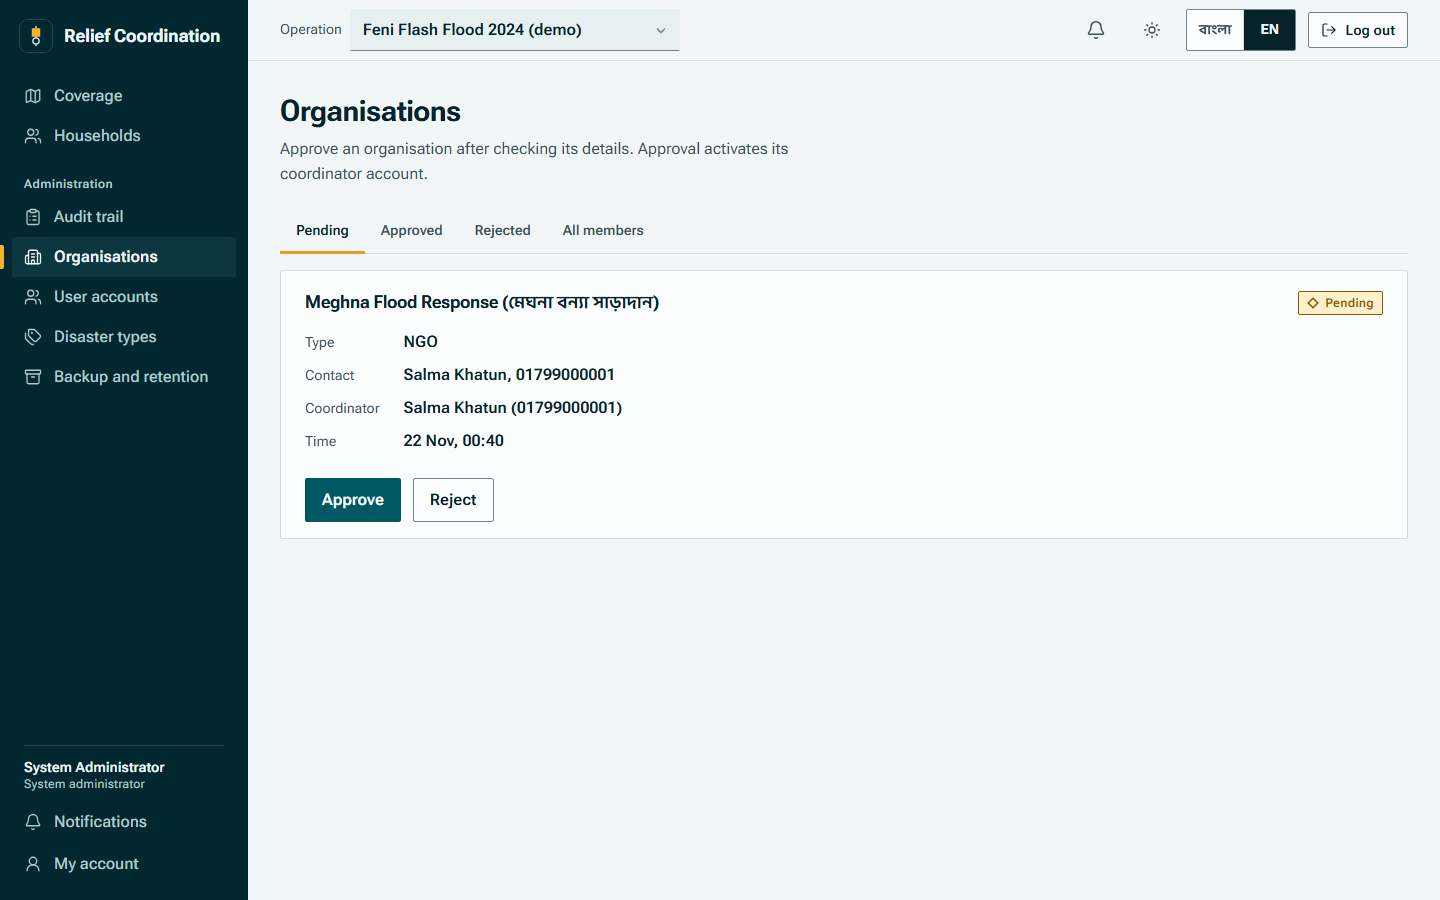 Relief Coordination
Coverage
Households
Administration
Audit trail
Organisations
User accounts
Disaster types
Backup and retention
System Administrator
System administrator
Notifications
My account
Operation
Feni Flash Flood 2024 (demo)
বাংলা
EN
Log out
Organisations
Approve an organisation after checking its details. Approval activates its
coordinator account.
Pending
Approved
Rejected
All members
Meghna Flood Response (মেঘনা বন্যা সাড়াদান)
Pending
Type
NGO
Contact
Salma Khatun, 01799000001
Coordinator
Salma Khatun (01799000001)
Time
22 Nov, 00:40
Approve
Reject